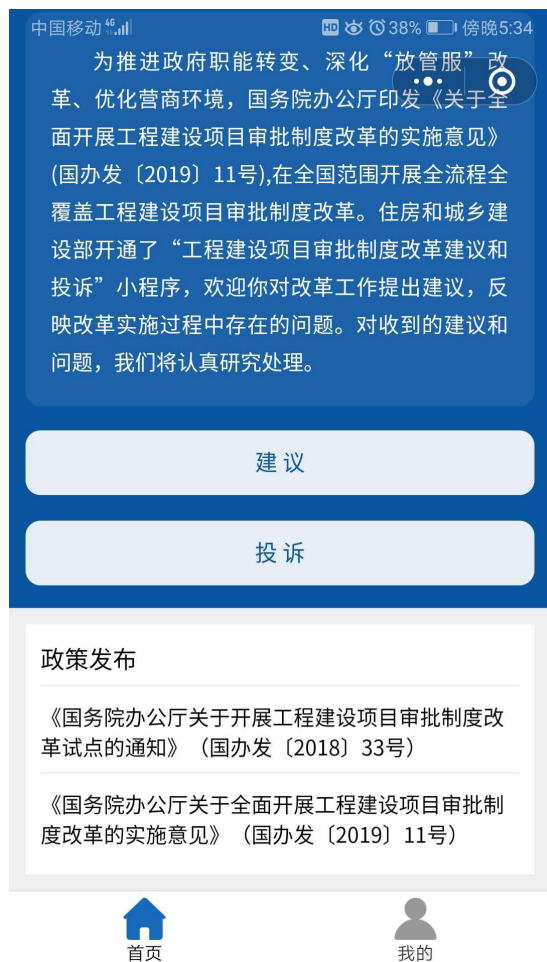 中国移动 4G HD 38% 傍晚5:34
为推进政府职能转变、深化“放管服”改
革、优化营商环境，国务院办公厅印发《关于全
面开展工程建设项目审批制度改革的实施意见》
(国办发〔2019〕11号),在全国范围开展全流程全
覆盖工程建设项目审批制度改革。住房和城乡建
设部开通了“工程建设项目审批制度改革建议和
投诉”小程序，欢迎你对改革工作提出建议，反
映改革实施过程中存在的问题。对收到的建议和
问题，我们将认真研究处理。
建 议
投 诉
政策发布
《国务院办公厅关于开展工程建设项目审批制度改
革试点的通知》（国办发〔2018〕33号）
《国务院办公厅关于全面开展工程建设项目审批制
度改革的实施意见》（国办发〔2019〕11号）
首页
我的